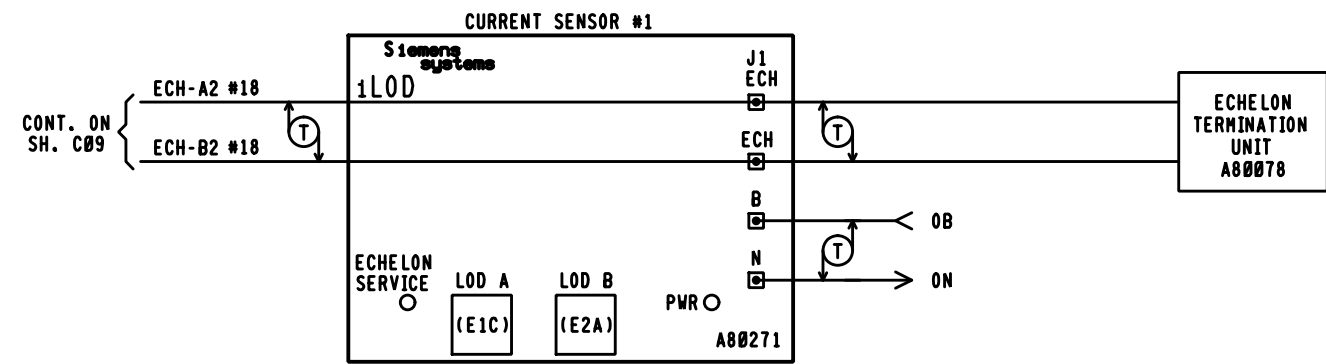 CURRENT SENSOR #1
Siemens
systems
iLOD
J1
ECH
ECH-A2 #18
CONT. ON
SH. C09
ECH-B2 #18
T
T
ECH
ECHELON
TERMINATION
UNIT
A80078
B
OB
T
N
ON
ECHELON
SERVICE
LOD A
LOD B
PWR
(E1C)
(E2A)
A80271